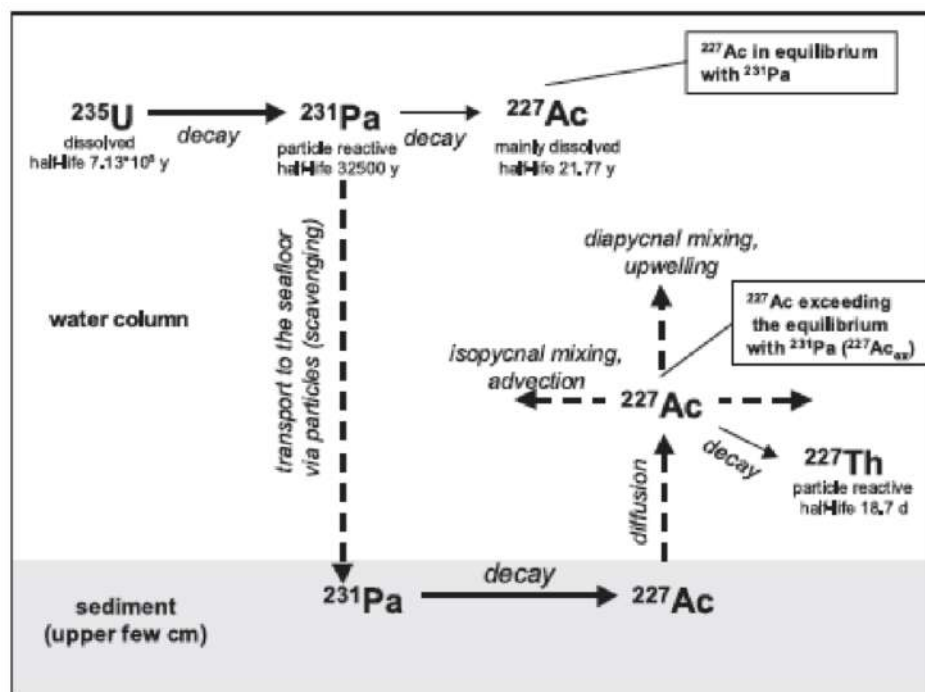 ²²⁷Ac in equilibrium
with ²³¹Pa
²³⁵U
dissolved
half-life 7.13*10⁸ y
decay
²³¹Pa
particle reactive
half-life 32500 y
decay
²²⁷Ac
mainly dissolved
half-life 21.77 y
transport to the seafloor
via particles (scavenging)
water column
diapycnal mixing,
upwelling
²²⁷Ac exceeding
the equilibrium
with ²³¹Pa (²²⁷Acₑₓ)
isopycnal mixing,
advection
²²⁷Ac
decay
²²⁷Th
particle reactive
half-life 18.7 d
diffusion
sediment
(upper few cm)
²³¹Pa
decay
²²⁷Ac